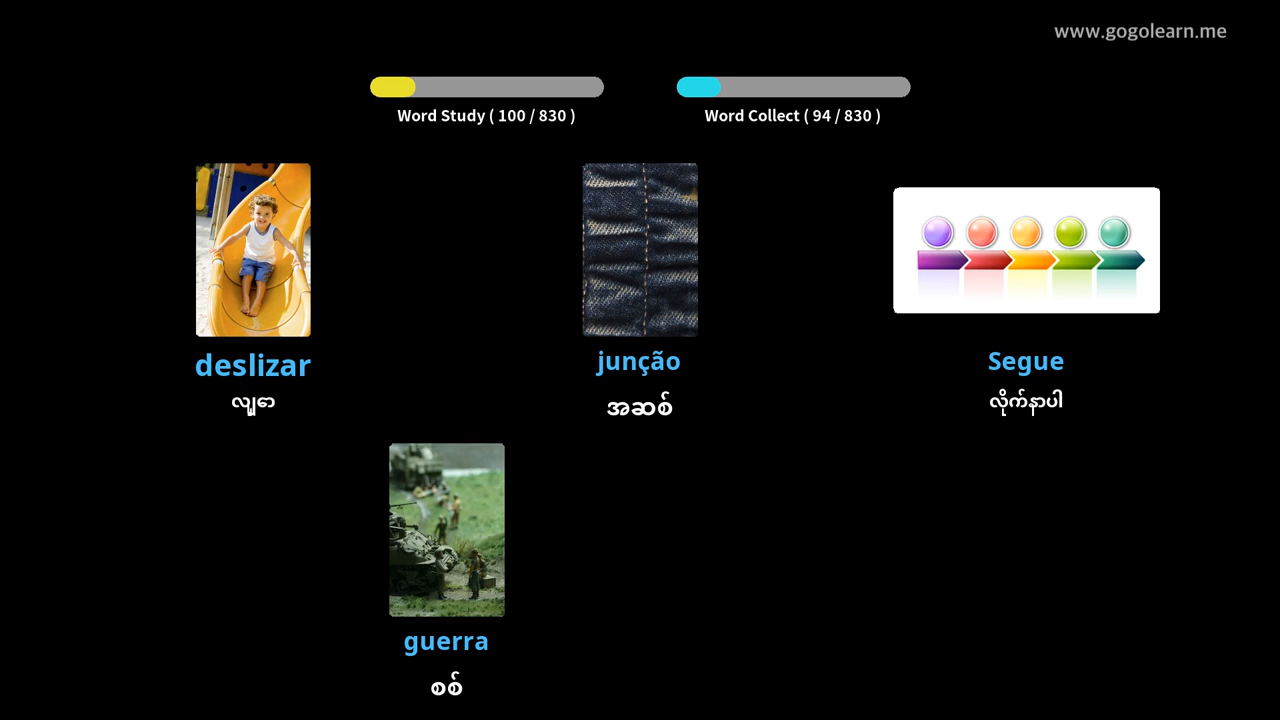 www.gogolearn.me
Word Study ( 100 / 830 )
Word Collect ( 94 / 830 )
deslizar
junção
Segue
လျှော
အဆစ်
လိုက်နာပါ
guerra
စစ်